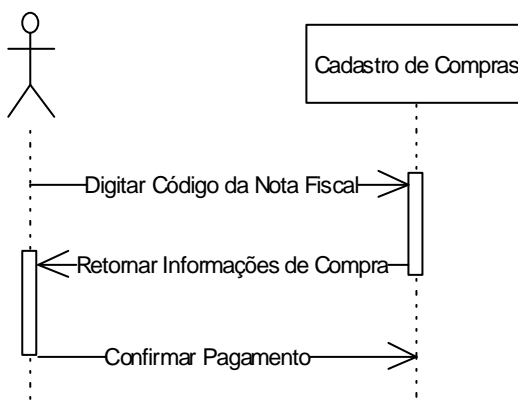 Cadastro de Compras
Digitar Código da Nota Fiscal
Retornar Informações de Compra
Confirmar Pagamento